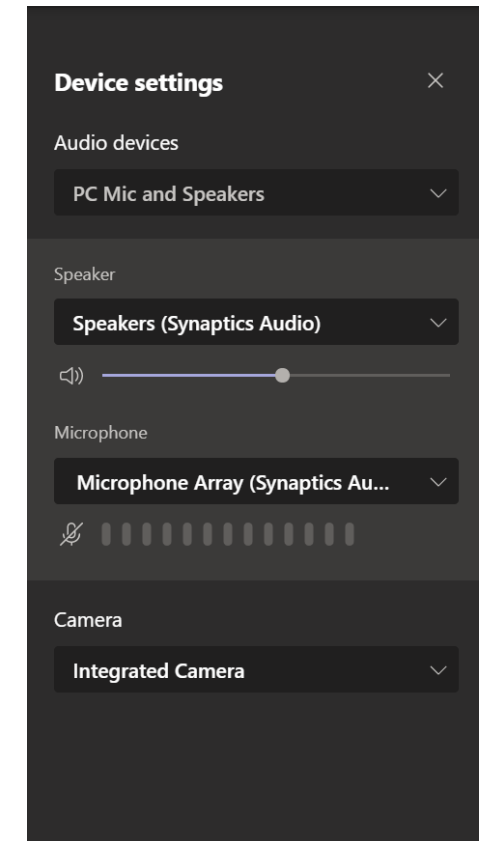 Device settings
Audio devices
PC Mic and Speakers
Speaker
Speakers (Synaptics Audio)
Microphone
Microphone Array (Synaptics Au...
Camera
Integrated Camera